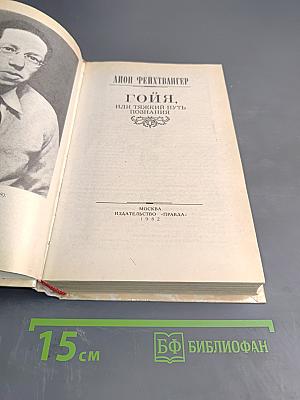 ЛИОН ФЕЙХТВАНГЕР
ГОЙЯ,
ИЛИ ТЯЖКИЙ ПУТЬ
ПОЗНАНИЯ
МОСКВА
ИЗДАТЕЛЬСТВО «ПРАВДА»
1982
15 см
БФ БИБЛИОФАН